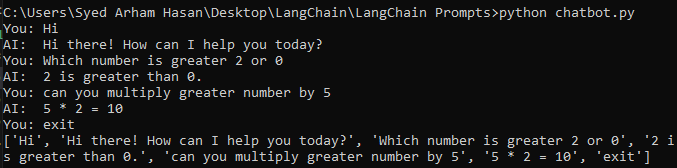 C:\Users\Syed Arham Hasan\Desktop\LangChain\LangChain Prompts>python chatbot.py
You: Hi
AI:  Hi there! How can I help you today?
You: Which number is greater 2 or 0
AI:  2 is greater than 0.
You: can you multiply greater number by 5
AI:  5 * 2 = 10
You: exit
['Hi', 'Hi there! How can I help you today?', 'Which number is greater 2 or 0', '2 i
s greater than 0.', 'can you multiply greater number by 5', '5 * 2 = 10', 'exit']